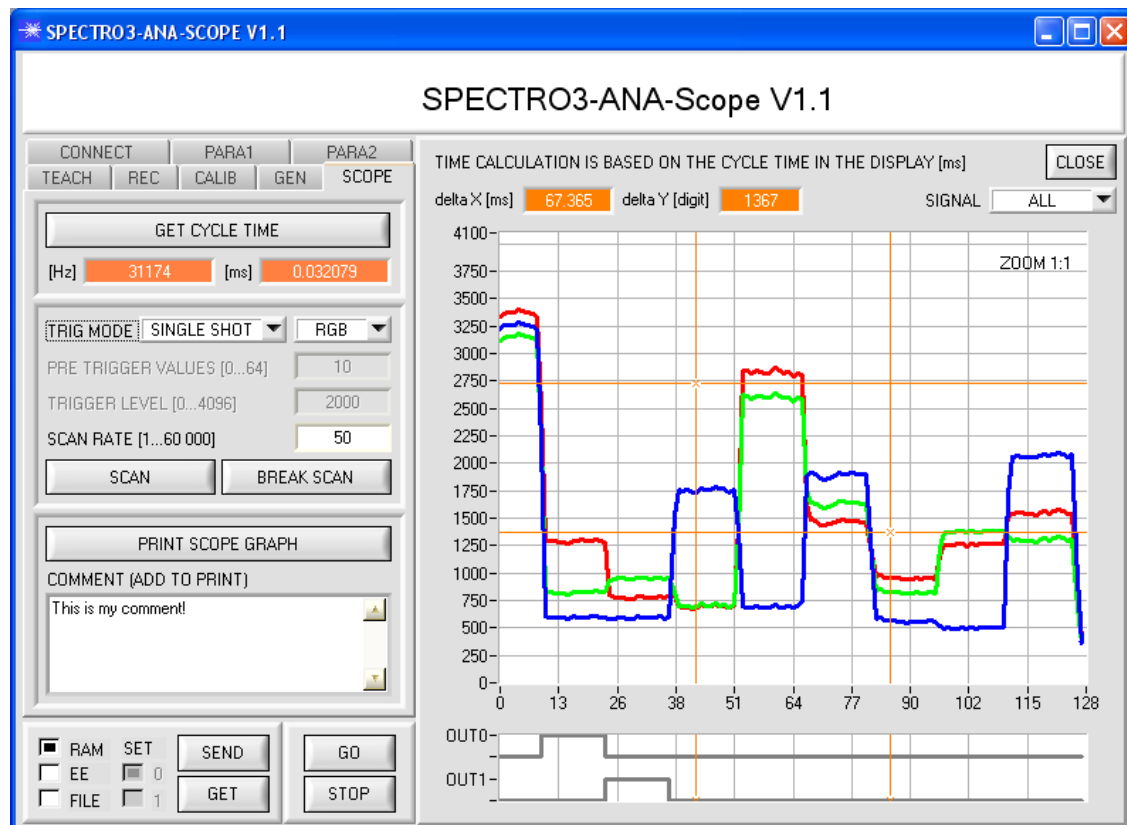 SPECTRO3-ANA-SCOPE V1.1
SPECTRO3-ANA-Scope V1.1
CONNECT PARA1 PARA2
TEACH REC CALIB GEN SCOPE
GET CYCLE TIME
[Hz] 31174 [ms] 0.032079
TRIG MODE SINGLE SHOT RGB
PRE TRIGGER VALUES [0...64] 10
TRIGGER LEVEL [0...4096] 2000
SCAN RATE [1...60 000] 50
SCAN BREAK SCAN
PRINT SCOPE GRAPH
COMMENT (ADD TO PRINT)
This is my comment!
RAM SET SEND GO
EE 0
FILE 1 GET STOP
TIME CALCULATION IS BASED ON THE CYCLE TIME IN THE DISPLAY [ms] CLOSE
delta X [ms] 67.365 delta Y [digit] 1367 SIGNAL ALL
4100-
ZOOM 1:1
3750-
3500-
3250-
3000-
2750-
2500-
2250-
2000-
1750-
1500-
1250-
1000-
750-
500-
250-
0-
0 13 26 38 51 64 77 90 102 115 128
OUT0-
-
OUT1-
-